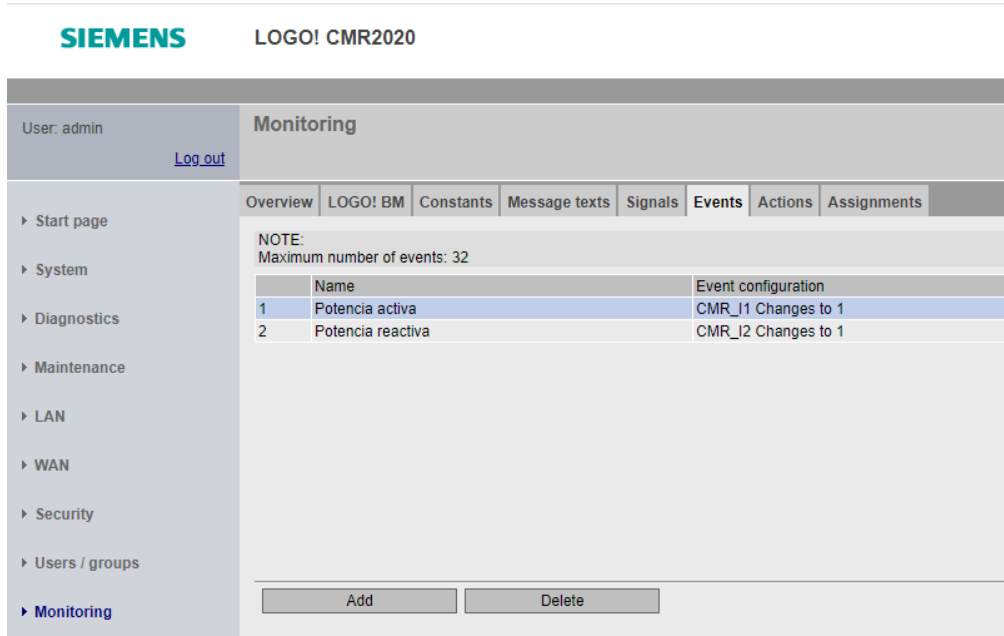 SIEMENS LOGO! CMR2020
User: admin
Log out
Monitoring
Start page
System
Diagnostics
Maintenance
LAN
WAN
Security
Users / groups
Monitoring
Overview LOGO! BM Constants Message texts Signals Events Actions Assignments
NOTE:
Maximum number of events: 32
Name Event configuration
1 Potencia activa CMR_I1 Changes to 1
2 Potencia reactiva CMR_I2 Changes to 1
Add Delete